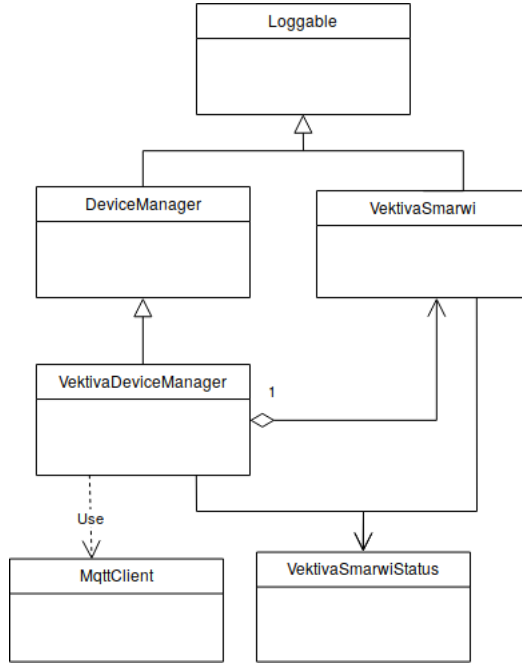 Loggable
DeviceManager
VektivaSmarwi
VektivaDeviceManager
1
Use
MqttClient
VektivaSmarwiStatus